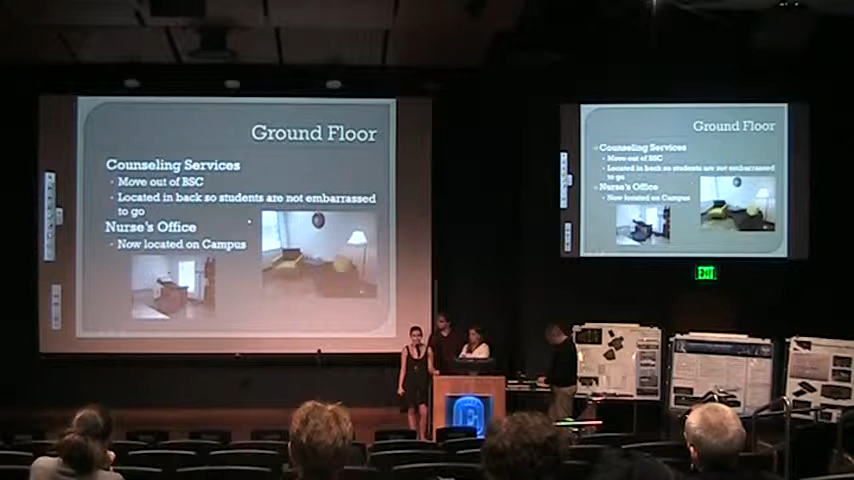 Ground Floor
Counseling Services
Move out of BSC
Located in back so students are not embarrassed
to go
Nurse's Office
Now located on Campus
Ground Floor
Counseling Services
Move out of BSC
Located in back so students are not embarrassed
to go
Nurse's Office
Now located on Campus
EXIT